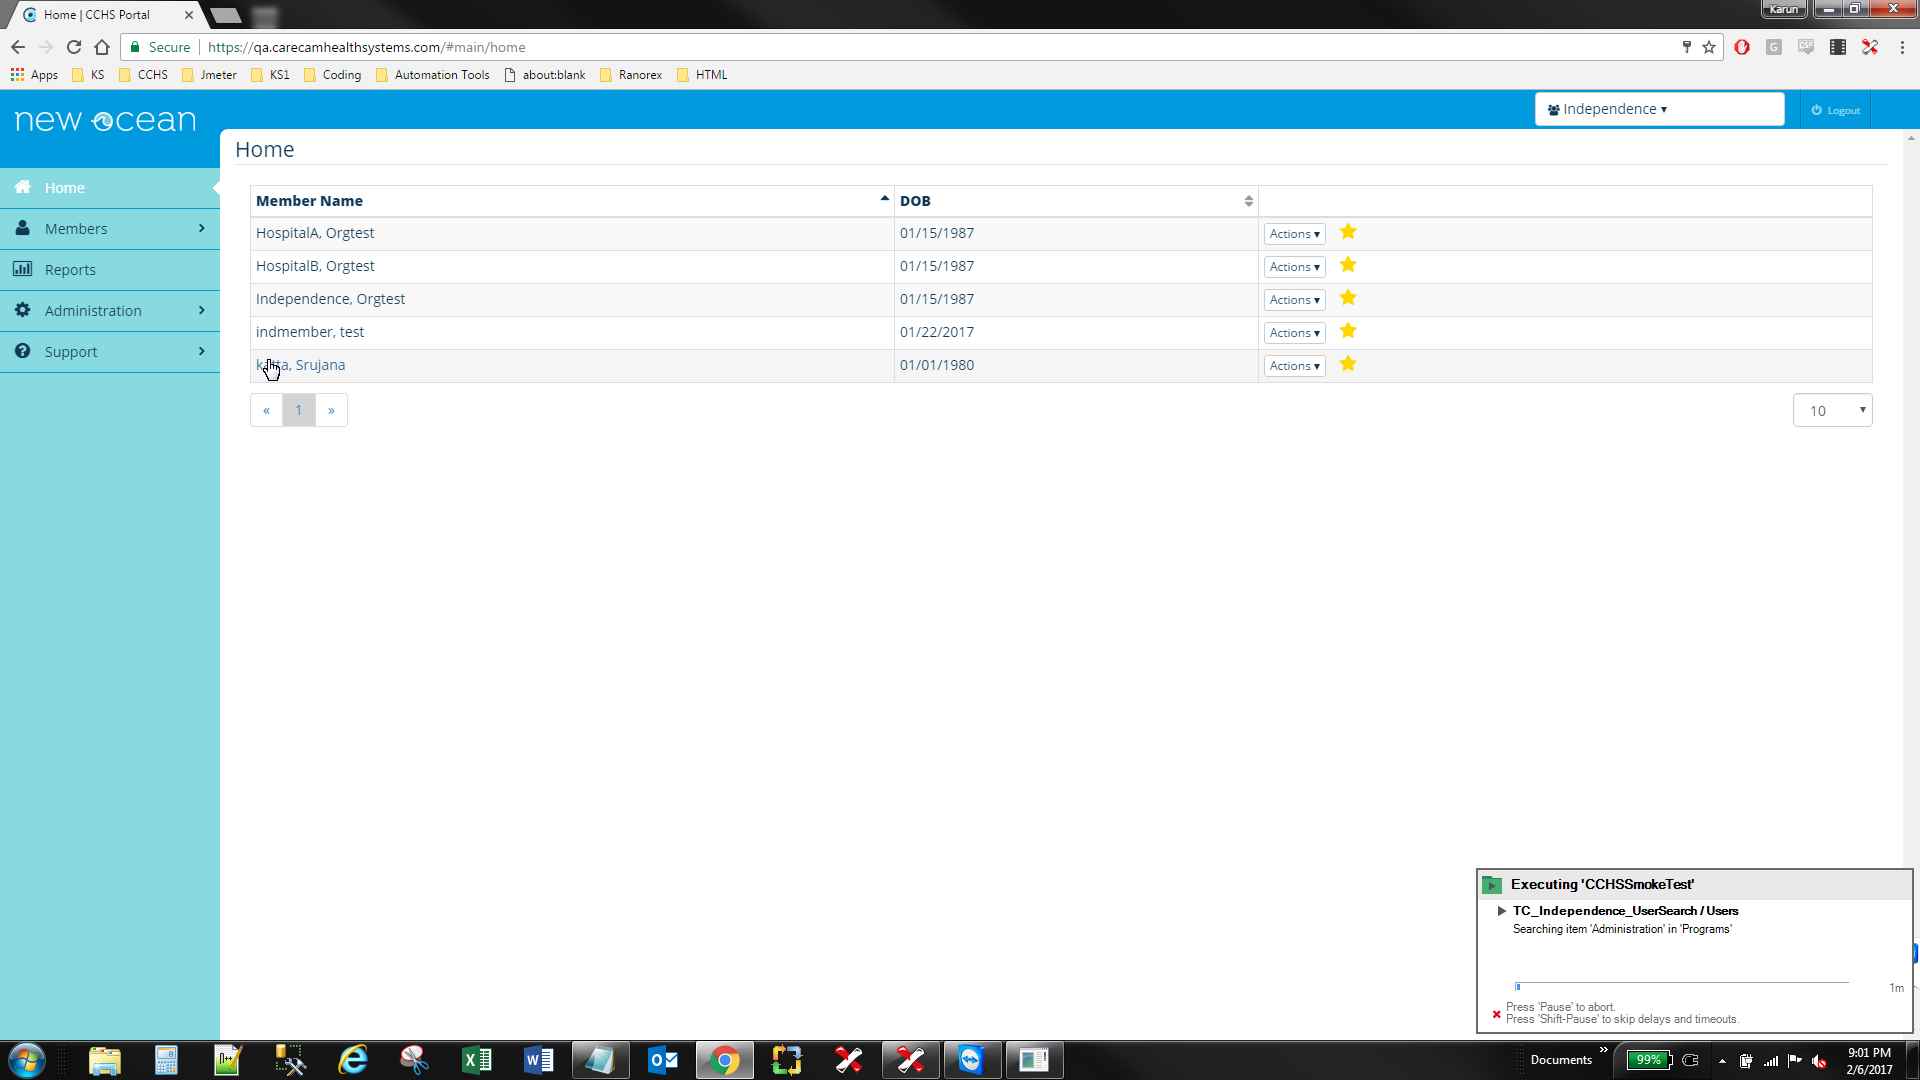 Home | CCHS Portal
Karun
Secure | https://qa.carecamhealthsystems.com/#main/home
Apps KS CCHS Jmeter KS1 Coding Automation Tools about:blank Ranorex HTML
new ocean
Independence
Logout
Home
Home
Members
Reports
Administration
Support
Member Name DOB
HospitalA, Orgtest 01/15/1987 Actions
HospitalB, Orgtest 01/15/1987 Actions
Independence, Orgtest 01/15/1987 Actions
indmember, test 01/22/2017 Actions
Srujana 01/01/1980 Actions
« 1 »
10
Executing 'CCHSSmokeTest'
TC_Independence_UserSearch / Users
Searching item 'Administration' in 'Programs'
1m
Press 'Pause' to abort.
Press 'Shift-Pause' to skip delays and timeouts.
Documents
99%
9:01 PM
2/6/2017